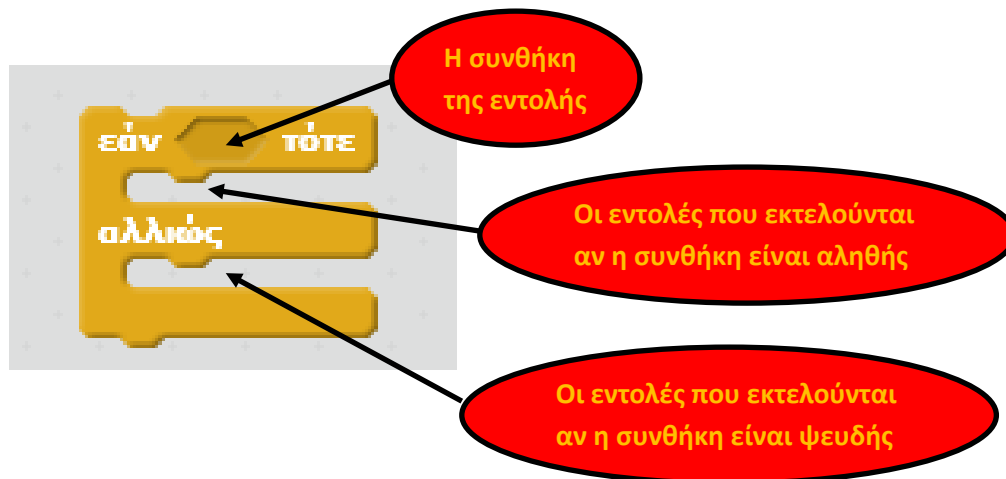 Η συνθήκη
της εντολής
εάν τότε
Οι εντολές που εκτελούνται
αν η συνθήκη είναι αληθής
αλλιώς
Οι εντολές που εκτελούνται
αν η συνθήκη είναι ψευδής